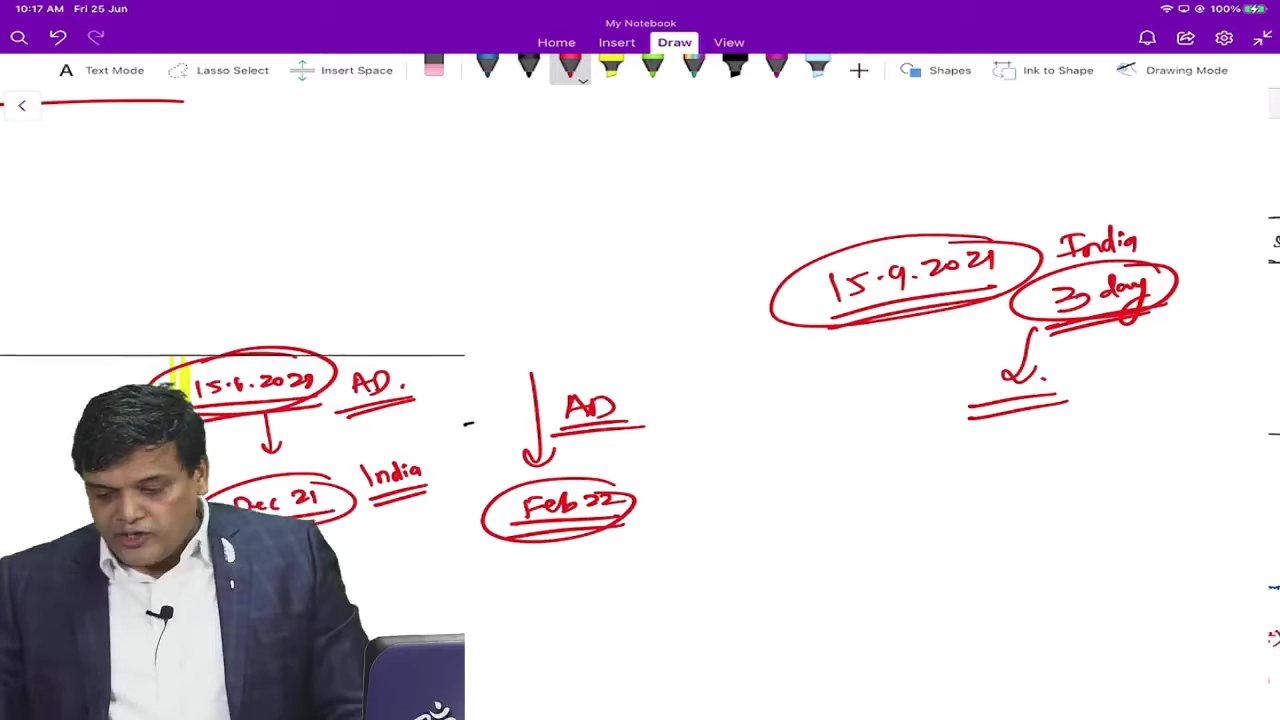 10:17 AM Fri 25 Jun
100%
My Notebook
Home Insert Draw View
A Text Mode Lasso Select Insert Space Shapes Ink to Shape Drawing Mode
15.9.2021 India
day
15.6.2021 AD.
AD
Dec 21 India
Feb 22
ॐ